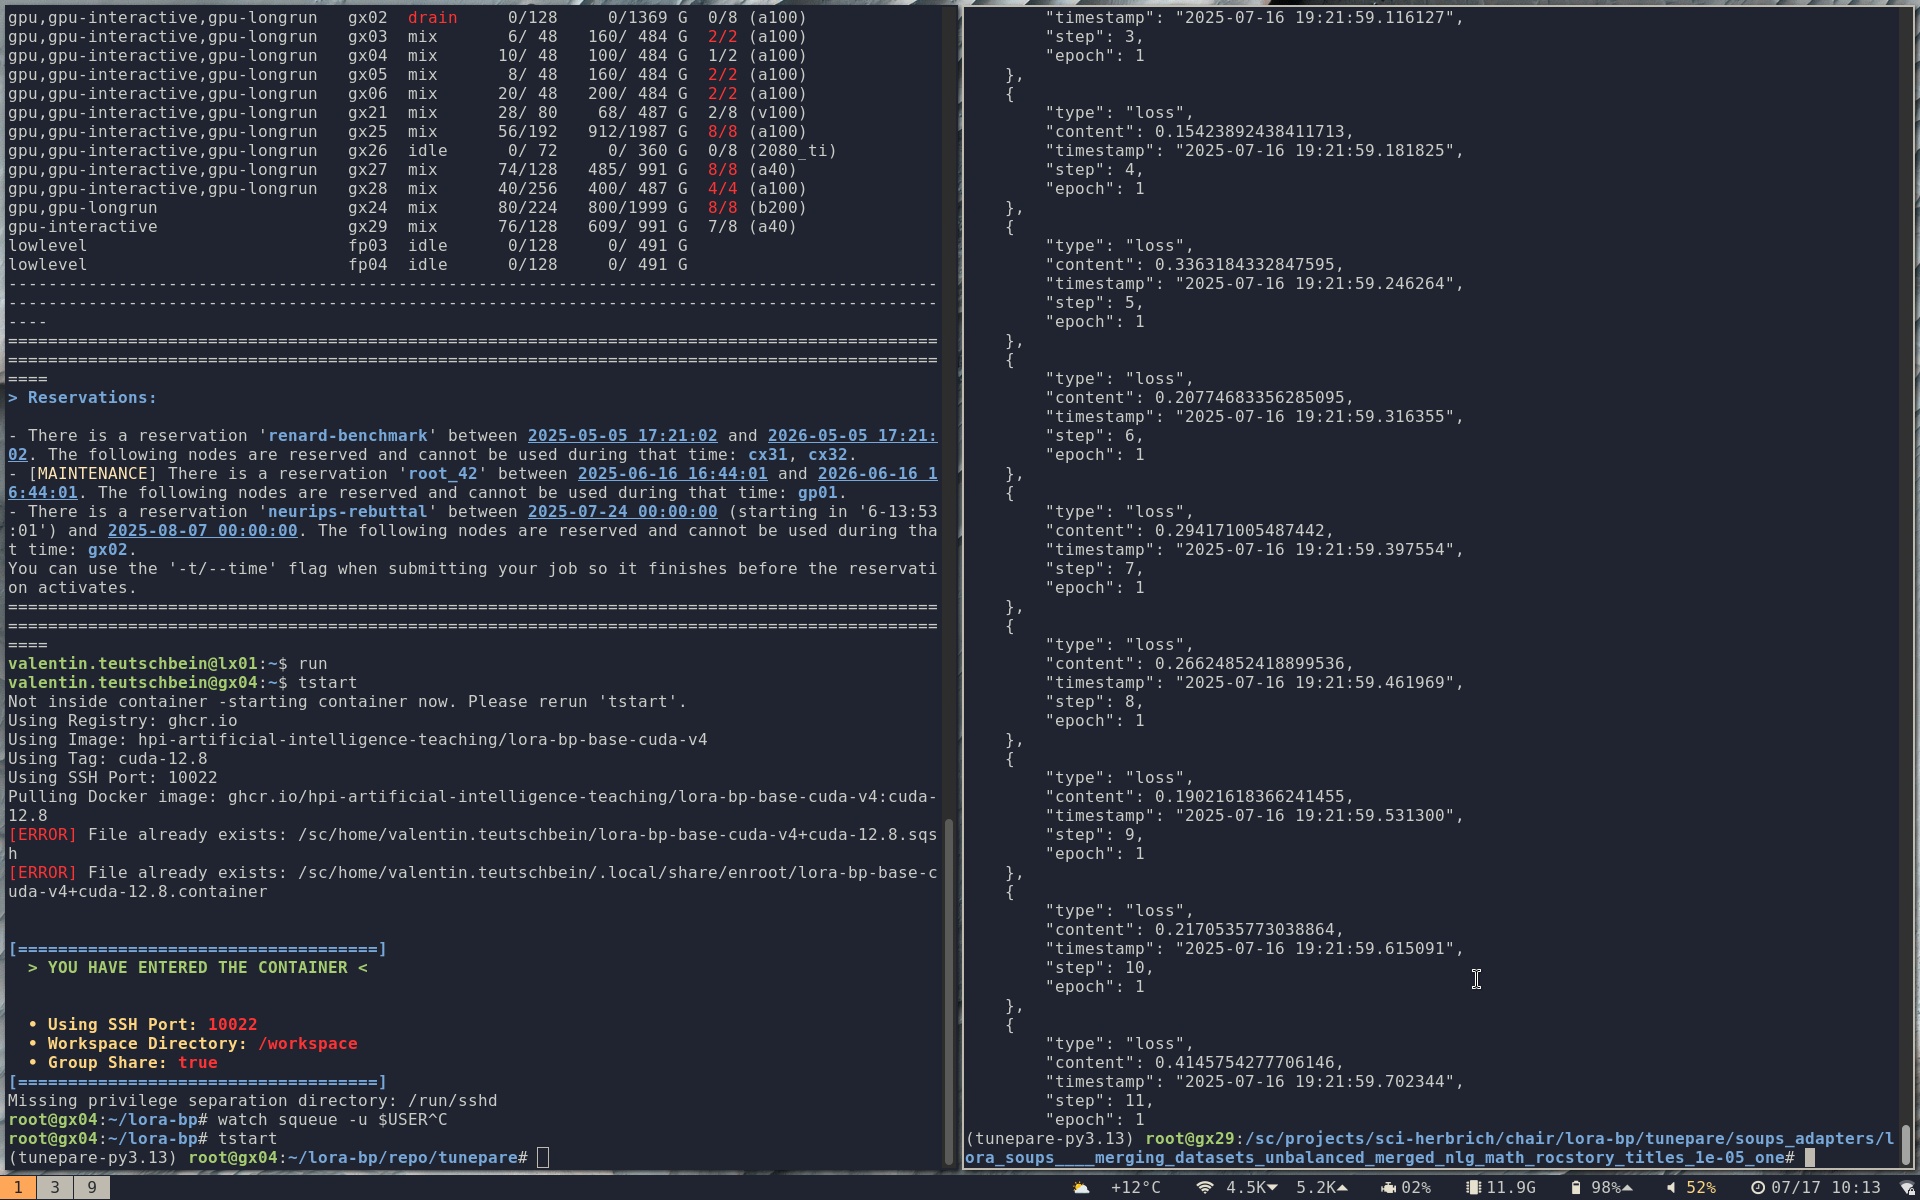 gpu,gpu-interactive,gpu-longrun   gx02  drain     0/128     0/1369 G  0/8 (a100)
gpu,gpu-interactive,gpu-longrun   gx03  mix       6/ 48   160/ 484 G  2/2 (a100)
gpu,gpu-interactive,gpu-longrun   gx04  mix      10/ 48   100/ 484 G  1/2 (a100)
gpu,gpu-interactive,gpu-longrun   gx05  mix       8/ 48   160/ 484 G  2/2 (a100)
gpu,gpu-interactive,gpu-longrun   gx06  mix      20/ 48   200/ 484 G  2/2 (a100)
gpu,gpu-interactive,gpu-longrun   gx21  mix      28/ 80    68/ 487 G  2/8 (v100)
gpu,gpu-interactive,gpu-longrun   gx25  mix      56/192   912/1987 G  8/8 (a100)
gpu,gpu-interactive,gpu-longrun   gx26  idle      0/ 72     0/ 360 G  0/8 (2080_ti)
gpu,gpu-interactive,gpu-longrun   gx27  mix      74/128   485/ 991 G  8/8 (a40)
gpu,gpu-interactive,gpu-longrun   gx28  mix      40/256   400/ 487 G  4/4 (a100)
gpu,gpu-longrun                   gx24  mix      80/224   800/1999 G  8/8 (b200)
gpu-interactive                   gx29  mix      76/128   609/ 991 G  7/8 (a40)
lowlevel                          fp03  idle      0/128     0/ 491 G
lowlevel                          fp04  idle      0/128     0/ 491 G
---------------------------------------------------------------------------------------------
---------------------------------------------------------------------------------------------
----
=============================================================================================
=============================================================================================
====
> Reservations:
- There is a reservation 'renard-benchmark' between 2025-05-05 17:21:02 and 2026-05-05 17:21:
02. The following nodes are reserved and cannot be used during that time: cx31, cx32.
- [MAINTENANCE] There is a reservation 'root_42' between 2025-06-16 16:44:01 and 2026-06-16 1
6:44:01. The following nodes are reserved and cannot be used during that time: gp01.
- There is a reservation 'neurips-rebuttal' between 2025-07-24 00:00:00 (starting in '6-13:53
:01') and 2025-08-07 00:00:00. The following nodes are reserved and cannot be used during tha
t time: gx02.
You can use the '-t/--time' flag when submitting your job so it finishes before the reservati
on activates.
=============================================================================================
=============================================================================================
====
valentin.teutschbein@lx01:~$ run
valentin.teutschbein@gx04:~$ tstart
Not inside container -starting container now. Please rerun 'tstart'.
Using Registry: ghcr.io
Using Image: hpi-artificial-intelligence-teaching/lora-bp-base-cuda-v4
Using Tag: cuda-12.8
Using SSH Port: 10022
Pulling Docker image: ghcr.io/hpi-artificial-intelligence-teaching/lora-bp-base-cuda-v4:cuda-
12.8
[ERROR] File already exists: /sc/home/valentin.teutschbein/lora-bp-base-cuda-v4+cuda-12.8.sqs
h
[ERROR] File already exists: /sc/home/valentin.teutschbein/.local/share/enroot/lora-bp-base-c
uda-v4+cuda-12.8.container
[====================================]
> YOU HAVE ENTERED THE CONTAINER <
• Using SSH Port: 10022
• Workspace Directory: /workspace
• Group Share: true
[====================================]
Missing privilege separation directory: /run/sshd
root@gx04:~/lora-bp# watch squeue -u $USER^C
root@gx04:~/lora-bp# tstart
(tunepare-py3.13) root@gx04:~/lora-bp/repo/tunepare#
        "timestamp": "2025-07-16 19:21:59.116127",
        "step": 3,
        "epoch": 1
    },
    {
        "type": "loss",
        "content": 0.15423892438411713,
        "timestamp": "2025-07-16 19:21:59.181825",
        "step": 4,
        "epoch": 1
    },
    {
        "type": "loss",
        "content": 0.3363184332847595,
        "timestamp": "2025-07-16 19:21:59.246264",
        "step": 5,
        "epoch": 1
    },
    {
        "type": "loss",
        "content": 0.20774683356285095,
        "timestamp": "2025-07-16 19:21:59.316355",
        "step": 6,
        "epoch": 1
    },
    {
        "type": "loss",
        "content": 0.294171005487442,
        "timestamp": "2025-07-16 19:21:59.397554",
        "step": 7,
        "epoch": 1
    },
    {
        "type": "loss",
        "content": 0.26624852418899536,
        "timestamp": "2025-07-16 19:21:59.461969",
        "step": 8,
        "epoch": 1
    },
    {
        "type": "loss",
        "content": 0.19021618366241455,
        "timestamp": "2025-07-16 19:21:59.531300",
        "step": 9,
        "epoch": 1
    },
    {
        "type": "loss",
        "content": 0.2170535773038864,
        "timestamp": "2025-07-16 19:21:59.615091",
        "step": 10,
        "epoch": 1
    },
    {
        "type": "loss",
        "content": 0.4145754277706146,
        "timestamp": "2025-07-16 19:21:59.702344",
        "step": 11,
        "epoch": 1
(tunepare-py3.13) root@gx29:/sc/projects/sci-herbrich/chair/lora-bp/tunepare/soups_adapters/l
ora_soups____merging_datasets_unbalanced_merged_nlg_math_rocstory_titles_1e-05_one#
1 3 9 +12°C 4.5K 5.2K 02% 11.9G 98% 52% 07/17 10:13